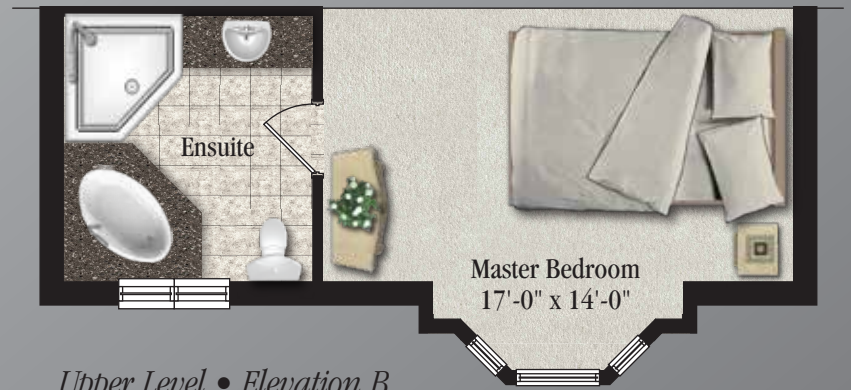 Ensuite
Master Bedroom
17'-0" x 14'-0"
Upper Level • Elevation B